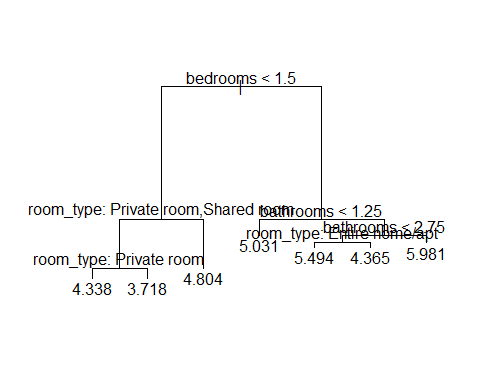 bedrooms < 1.5
room_type: Private room,Shared room
bathrooms < 1.25
bathrooms < 2.75
room_type: Entire home/apt
5.031
5.494
4.365
5.981
room_type: Private room
4.338
3.718
4.804